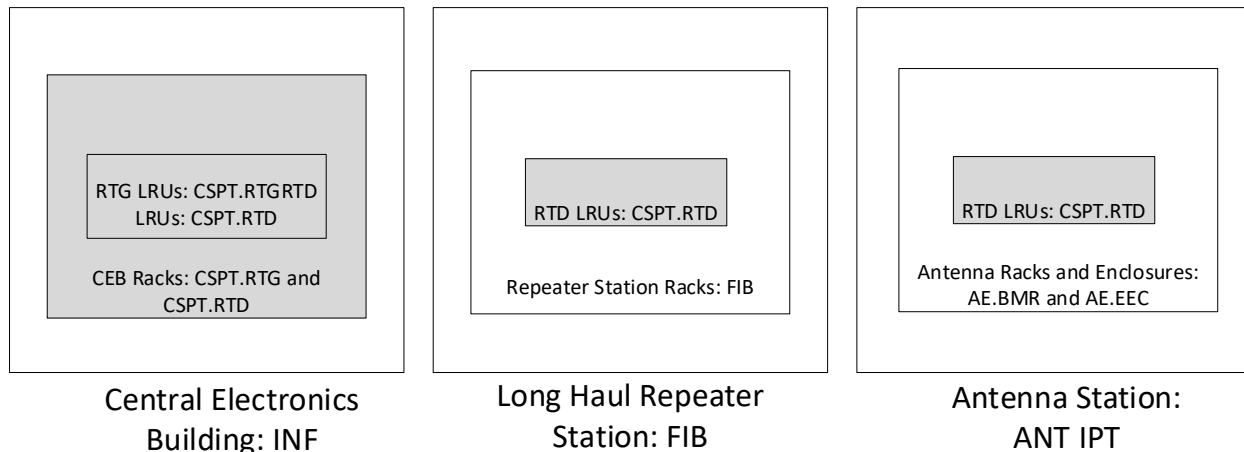 RTG LRUs: CSPT.RTGRTD
LRUs: CSPT.RTD
CEB Racks: CSPT.RTG and
CSPT.RTD
Central Electronics
Building: INF
RTD LRUs: CSPT.RTD
Repeater Station Racks: FIB
Long Haul Repeater
Station: FIB
RTD LRUs: CSPT.RTD
Antenna Racks and Enclosures:
AE.BMR and AE.EEC
Antenna Station:
ANT IPT